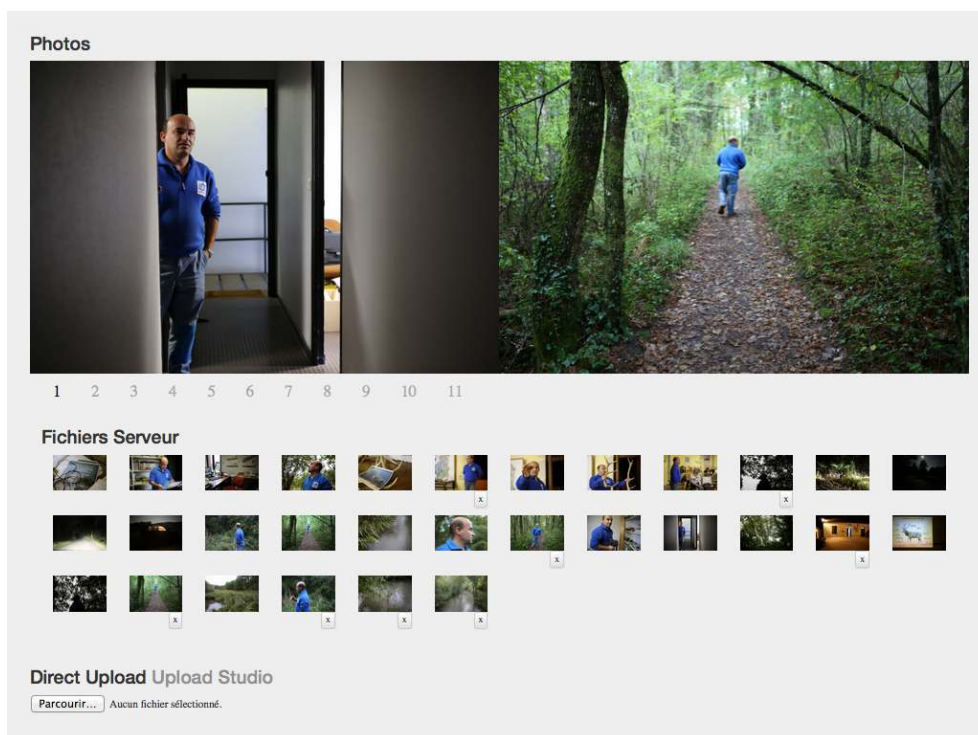 Photos
1 2 3 4 5 6 7 8 9 10 11
Fichiers Serveur
x x
x x
x x x x
Direct Upload Upload Studio
Parcourir... Aucun fichier sélectionné.